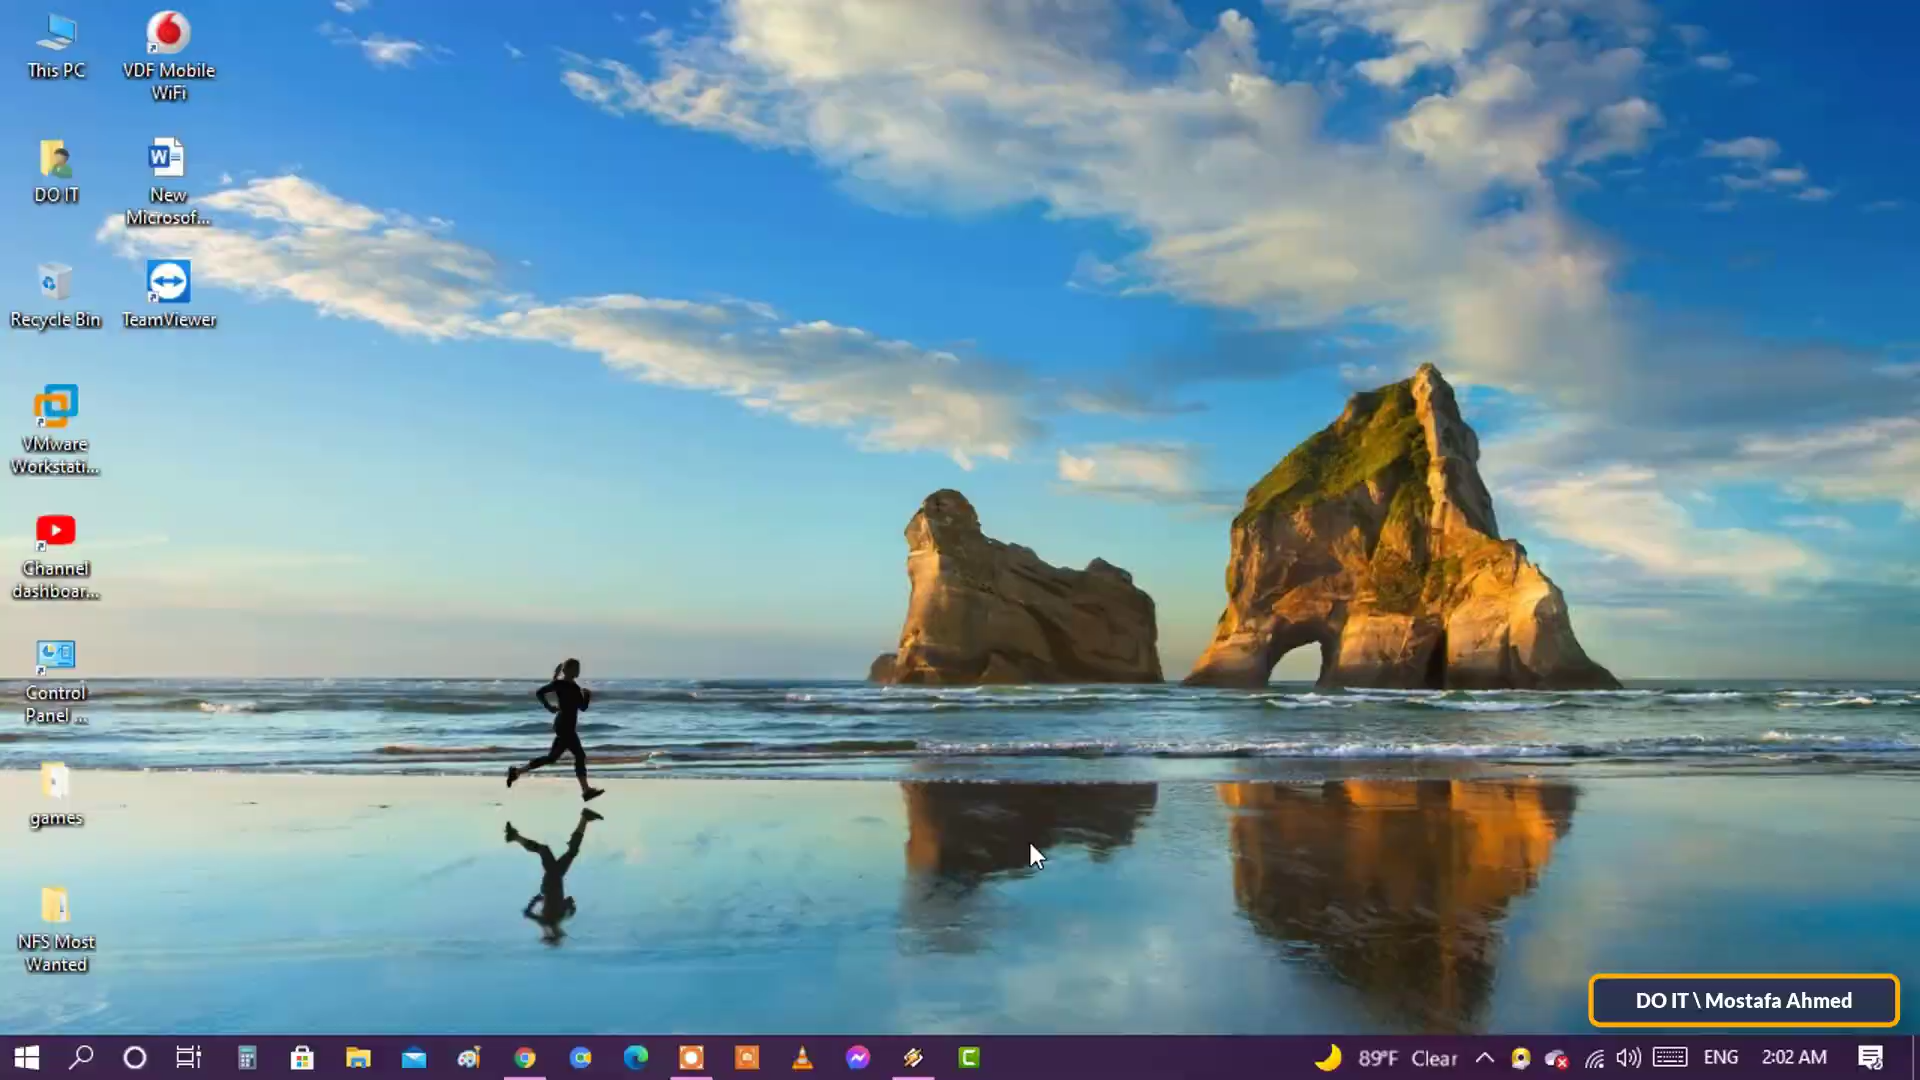 This PC
VDF Mobile
WiFi
DO IT
New
Microsof...
Recycle Bin
TeamViewer
VMware
Workstati...
Channel
dashboar...
Control
Panel ...
games
NFS Most
Wanted
DO IT \ Mostafa Ahmed
89°F Clear
ENG
2:02 AM